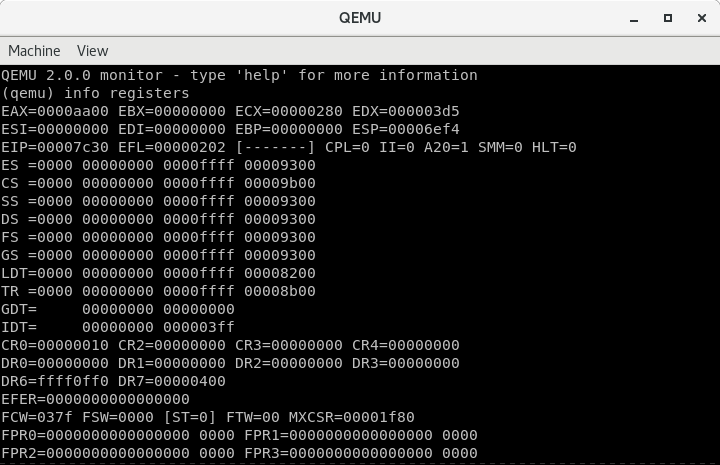 QEMU
Machine View
QEMU 2.0.0 monitor - type 'help' for more information
(qemu) info registers
EAX=0000aa00 EBX=00000000 ECX=00000280 EDX=000003d5
ESI=00000000 EDI=00000000 EBP=00000000 ESP=00006ef4
EIP=00007c30 EFL=00000202 [-------] CPL=0 II=0 A20=1 SMM=0 HLT=0
ES =0000 00000000 0000ffff 00009300
CS =0000 00000000 0000ffff 00009b00
SS =0000 00000000 0000ffff 00009300
DS =0000 00000000 0000ffff 00009300
FS =0000 00000000 0000ffff 00009300
GS =0000 00000000 0000ffff 00009300
LDT=0000 00000000 0000ffff 00008200
TR =0000 00000000 0000ffff 00008b00
GDT=     00000000 00000000
IDT=     00000000 000003ff
CR0=00000010 CR2=00000000 CR3=00000000 CR4=00000000
DR0=00000000 DR1=00000000 DR2=00000000 DR3=00000000
DR6=ffff0ff0 DR7=00000400
EFER=0000000000000000
FCW=037f FSW=0000 [ST=0] FTW=00 MXCSR=00001f80
FPR0=0000000000000000 0000 FPR1=0000000000000000 0000
FPR2=0000000000000000 0000 FPR3=0000000000000000 0000